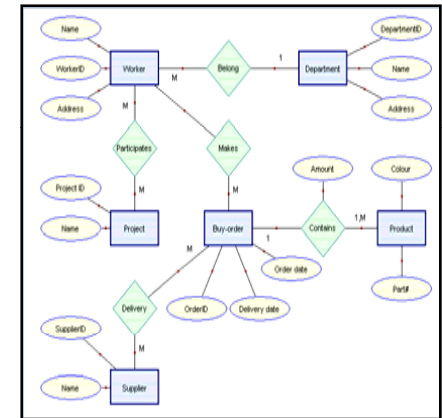 Name
DepartmentID
WorkerID
Worker
M
Belong
1
Department
Name
Address
M
Address
Participates
Makes
Amount
Colour
Project ID
M
M
Name
Project
Buy-order
1
Contains
1,M
Product
M
Order date
Delivery
OrderID
Delivery date
Part#
SupplierID
M
Name
Supplier